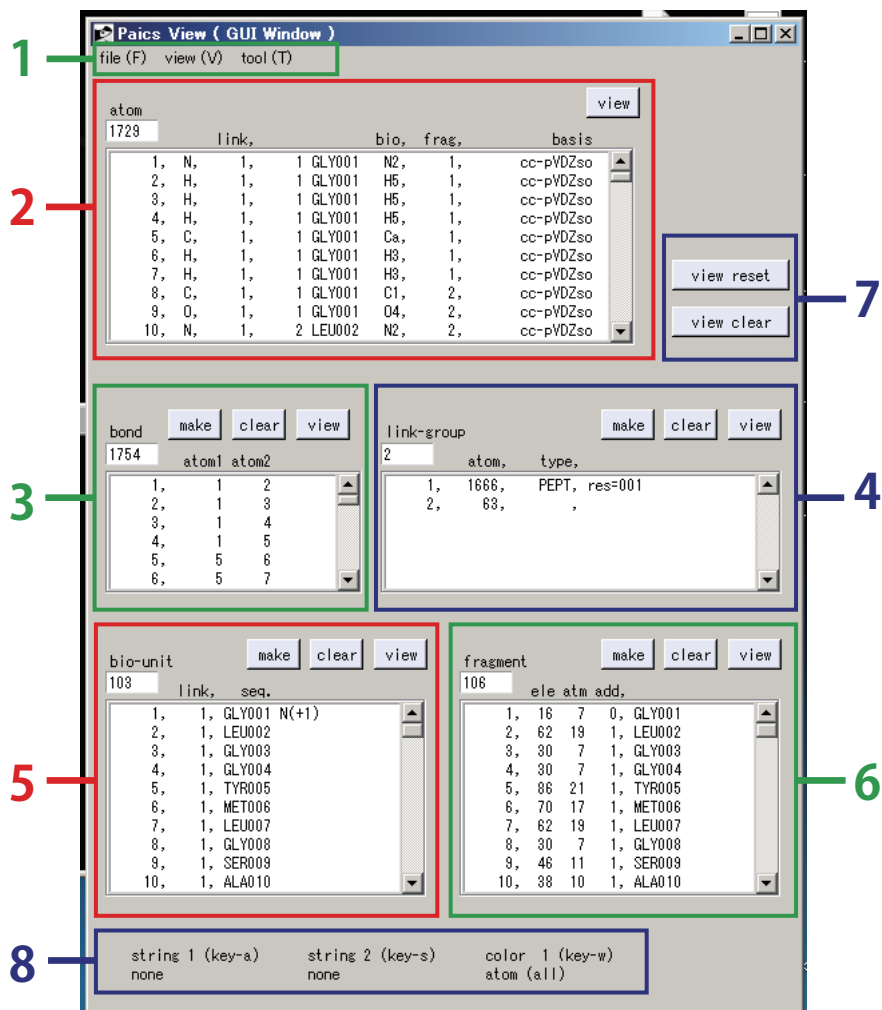 Paics View ( GUI Window )
1
file (F) view (V) tool (T)
2
atom
view
1729
link, bio, frag, basis
1, N, 1, 1 GLY001 N2, 1, cc-pVDZso
2, H, 1, 1 GLY001 H5, 1, cc-pVDZso
3, H, 1, 1 GLY001 H5, 1, cc-pVDZso
4, H, 1, 1 GLY001 H5, 1, cc-pVDZso
5, C, 1, 1 GLY001 Ca, 1, cc-pVDZso
6, H, 1, 1 GLY001 H3, 1, cc-pVDZso
7, H, 1, 1 GLY001 H3, 1, cc-pVDZso
8, C, 1, 1 GLY001 C1, 2, cc-pVDZso
9, O, 1, 1 GLY001 O4, 2, cc-pVDZso
10, N, 1, 2 LEU002 N2, 2, cc-pVDZso
7
view reset
view clear
3
bond
make clear view
1754
atom1 atom2
1, 1 2
2, 1 3
3, 1 4
4, 1 5
5, 5 6
6, 5 7
4
link-group
make clear view
2
atom, type,
1, 1666, PEPT, res=001
2, 63, ,
5
bio-unit
make clear view
103
link, seq.
1, 1, GLY001 N(+1)
2, 1, LEU002
3, 1, GLY003
4, 1, GLY004
5, 1, TYR005
6, 1, MET006
7, 1, LEU007
8, 1, GLY008
9, 1, SER009
10, 1, ALA010
6
fragment
make clear view
106
ele atm add,
1, 16 7 0, GLY001
2, 62 19 1, LEU002
3, 30 7 1, GLY003
4, 30 7 1, GLY004
5, 86 21 1, TYR005
6, 70 17 1, MET006
7, 62 19 1, LEU007
8, 30 7 1, GLY008
9, 46 11 1, SER009
10, 38 10 1, ALA010
8
string 1 (key-a) string 2 (key-s) color 1 (key-w)
none none atom (all)